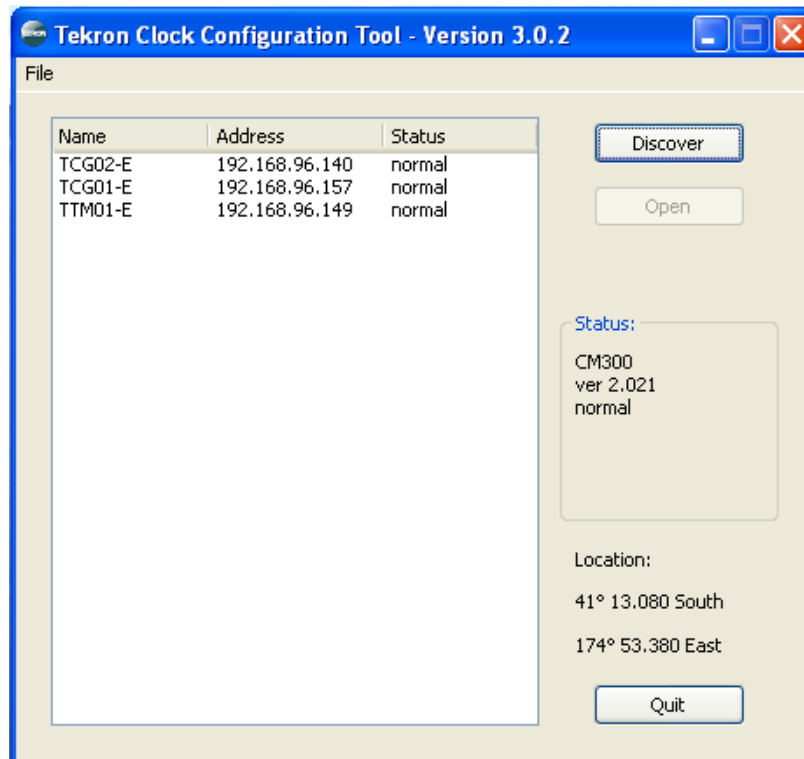 Tekron Clock Configuration Tool - Version 3.0.2
File
Name Address Status
TCG02-E 192.168.96.140 normal
TCG01-E 192.168.96.157 normal
TTM01-E 192.168.96.149 normal
Discover
Open
Status:
CM300
ver 2.021
normal
Location:
41° 13.080 South
174° 53.380 East
Quit